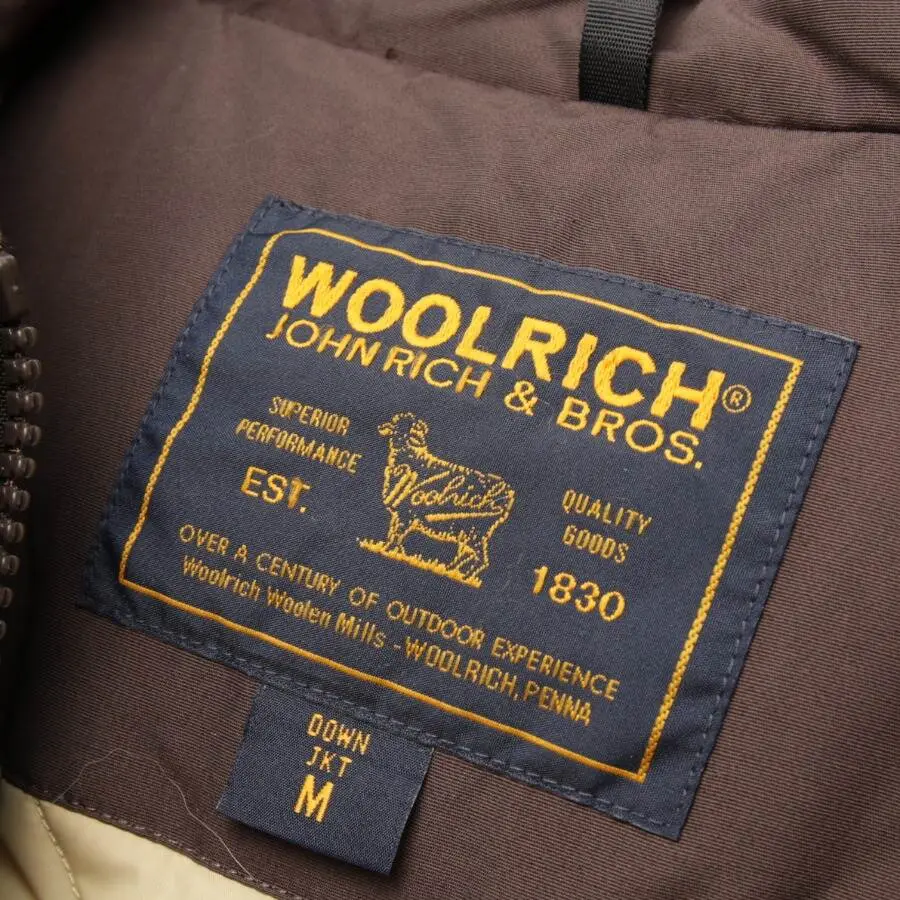 WOOLRICH®
JOHN RICH & BROS.
SUPERIOR
PERFORMANCE
EST.
Woolrich
QUALITY
GOODS
1830
OVER A CENTURY OF OUTDOOR EXPERIENCE
Woolrich Woolen Mills - WOOLRICH, PENNA
DOWN
JKT
M